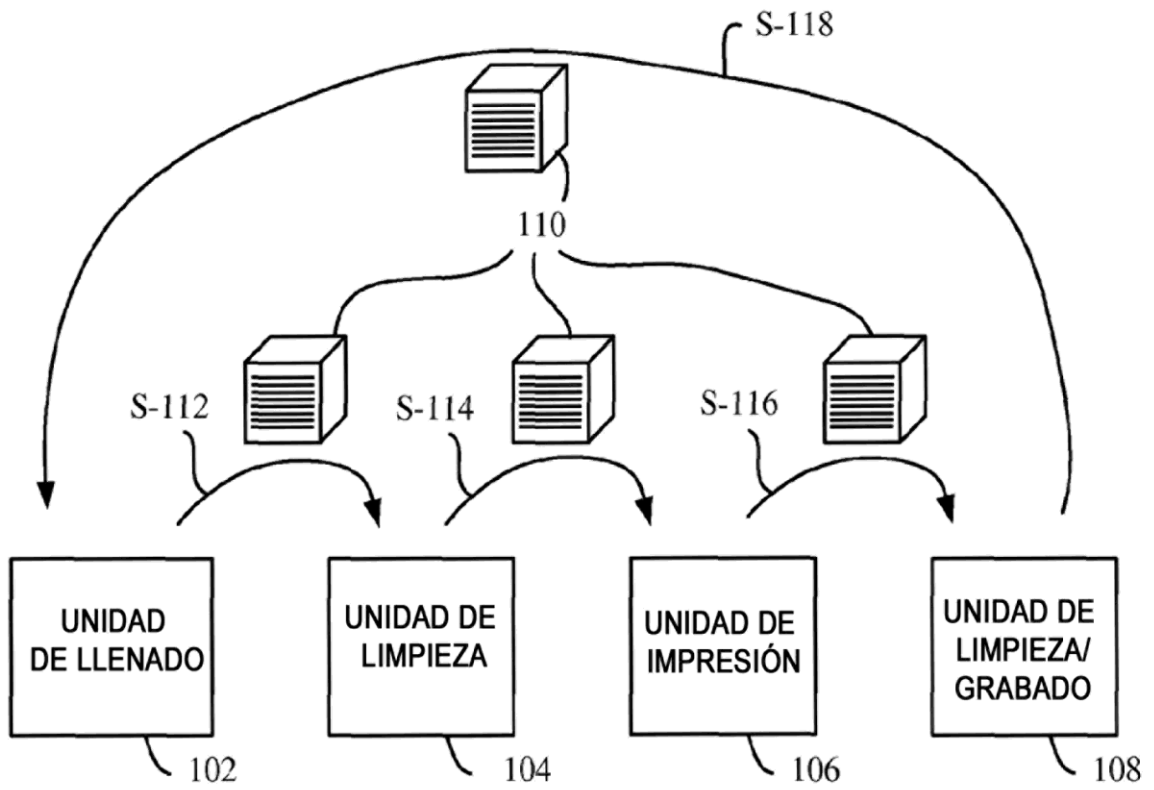 S-118
110
S-112
S-114
S-116
UNIDAD
DE LLENADO
UNIDAD DE
LIMPIEZA
UNIDAD DE
IMPRESIÓN
UNIDAD DE
LIMPIEZA/
GRABADO
102
104
106
108